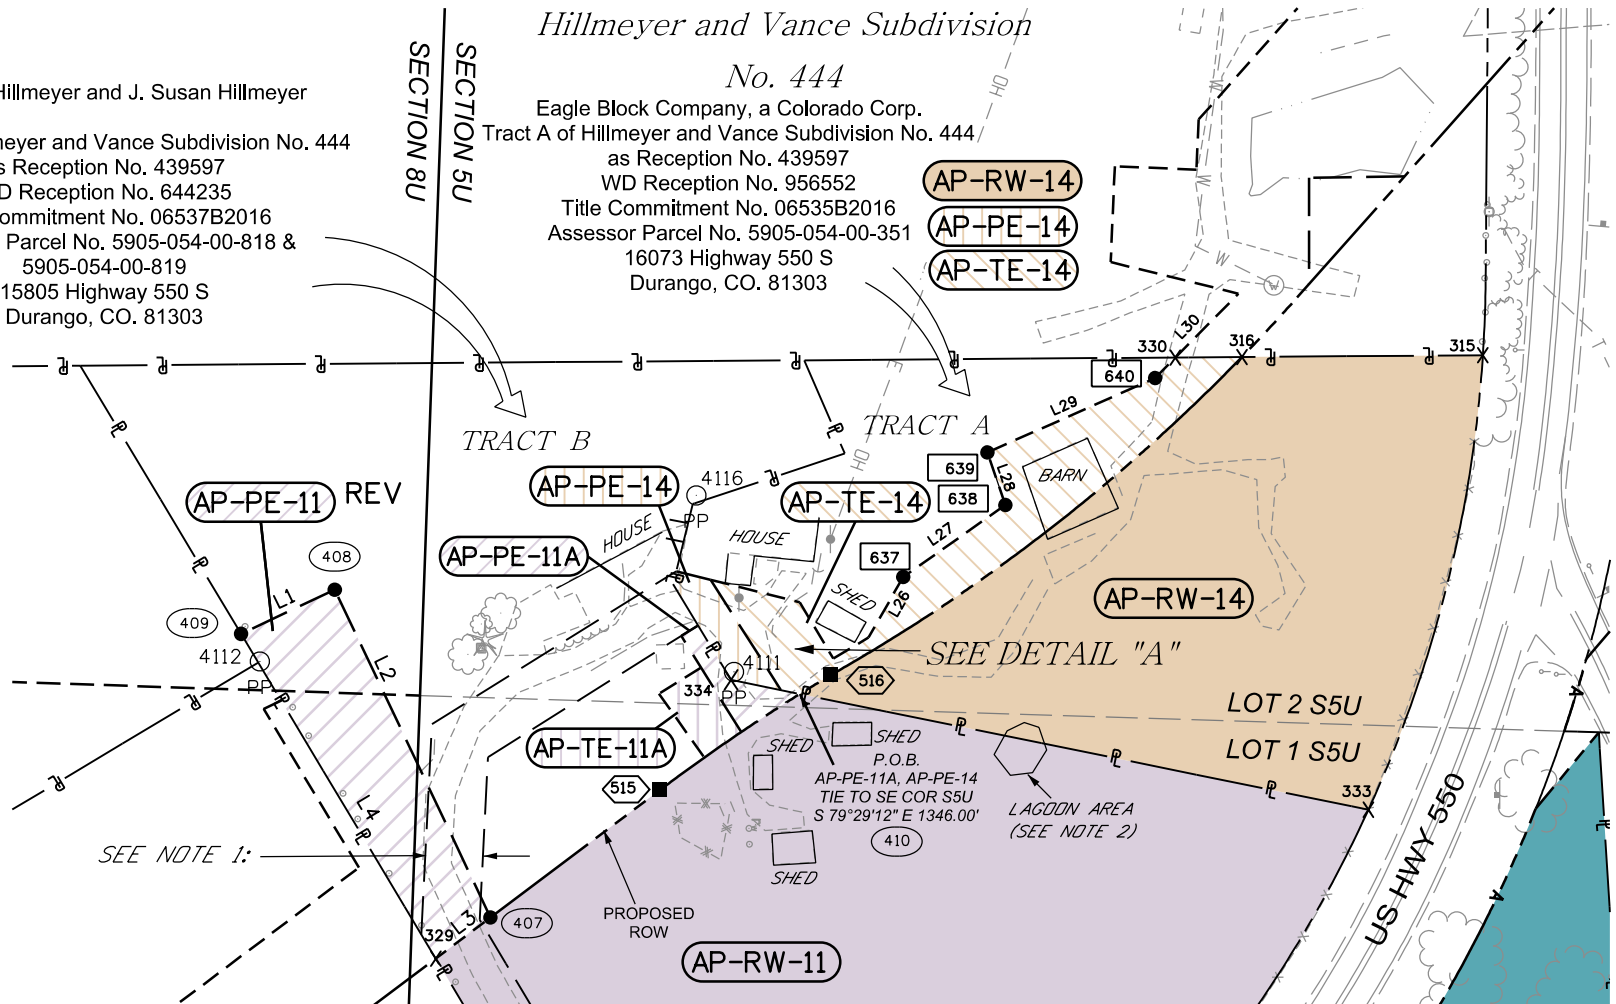 Hillmeyer and Vance Subdivision
No. 444
Hillmeyer and J. Susan Hillmeyer
meyer and Vance Subdivision No. 444
s Reception No. 439597
D Reception No. 644235
ommitment No. 06537B2016
Parcel No. 5905-054-00-818 &
5905-054-00-819
15805 Highway 550 S
Durango, CO. 81303
SECTION 8U
SECTION 5U
Eagle Block Company, a Colorado Corp.
Tract A of Hillmeyer and Vance Subdivision No. 444
as Reception No. 439597
WD Reception No. 956552
Title Commitment No. 06535B2016
Assessor Parcel No. 5905-054-00-351
16073 Highway 550 S
Durango, CO. 81303
AP-RW-14
AP-PE-14
AP-TE-14
OH
W
W
W
W
330
L30
316
315
640
L29
TRACT B
TRACT A
OH
E
E
639
638
L28
BARN
AP-PE-11 REV
AP-PE-14
4116
PP
AP-TE-14
HOUSE
HOUSE
L27
637
AP-PE-11A
408
L1
409
4112
PP
L2
L26
SHED
AP-RW-14
SEE DETAIL "A"
4111
PP
334
516
LOT 2 S5U
LOT 1 S5U
AP-TE-11A
SHED
SHED
515
P.O.B.
AP-PE-11A, AP-PE-14
TIE TO SE COR S5U
S 79°29'12" E 1346.00'
410
LAGOON AREA
(SEE NOTE 2)
333
L4
SEE NOTE 1:
SHED
US HWY 550
A
A
L3
407
329
PROPOSED
ROW
AP-RW-11